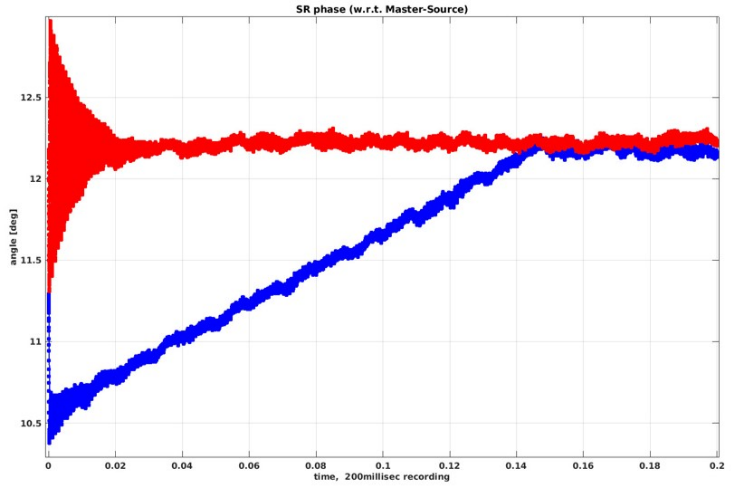 SR phase (w.r.t. Master-Source)
12.5
12
11.5
11
10.5
angle [deg]
0 0.02 0.04 0.06 0.08 0.1 0.12 0.14 0.16 0.18 0.2
time, 200millisec recording